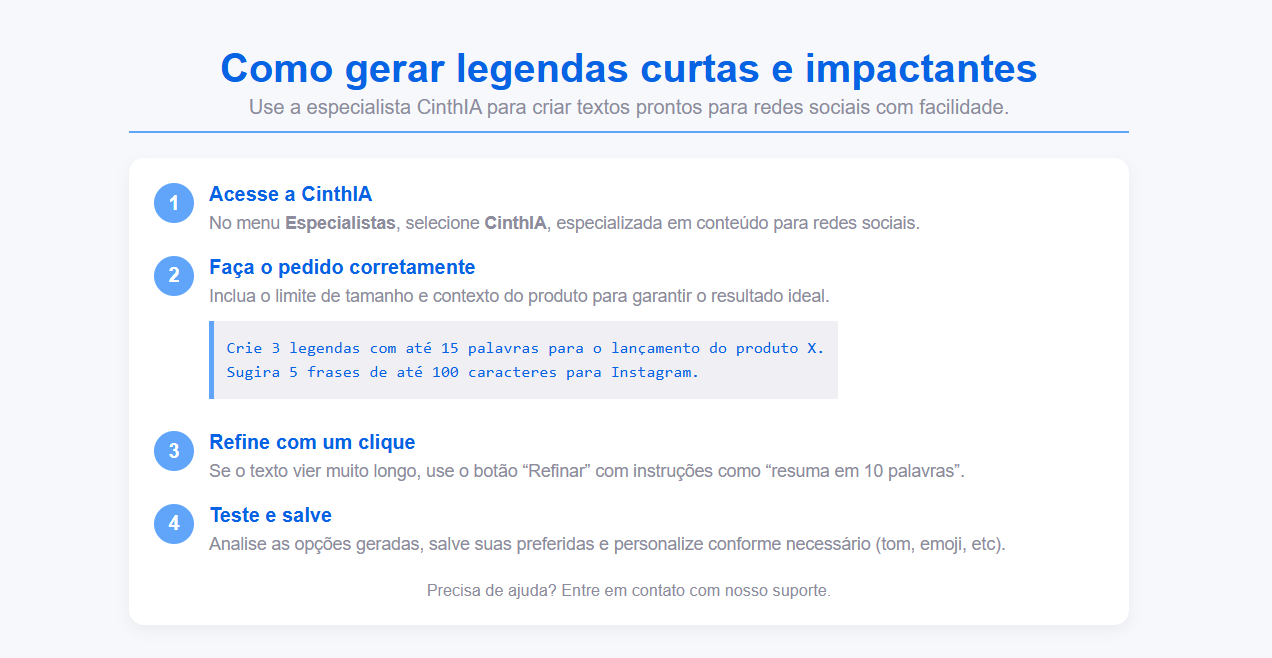 Como gerar legendas curtas e impactantes
Use a especialista CinthIA para criar textos prontos para redes sociais com facilidade.
1
Acesse a CinthIA
No menu Especialistas, selecione CinthIA, especializada em conteúdo para redes sociais.
2
Faça o pedido corretamente
Inclua o limite de tamanho e contexto do produto para garantir o resultado ideal.
Crie 3 legendas com até 15 palavras para o lançamento do produto X.
Sugira 5 frases de até 100 caracteres para Instagram.
3
Refine com um clique
Se o texto vier muito longo, use o botão “Refinar” com instruções como “resuma em 10 palavras”.
4
Teste e salve
Analise as opções geradas, salve suas preferidas e personalize conforme necessário (tom, emoji, etc).
Precisa de ajuda? Entre em contato com nosso suporte.